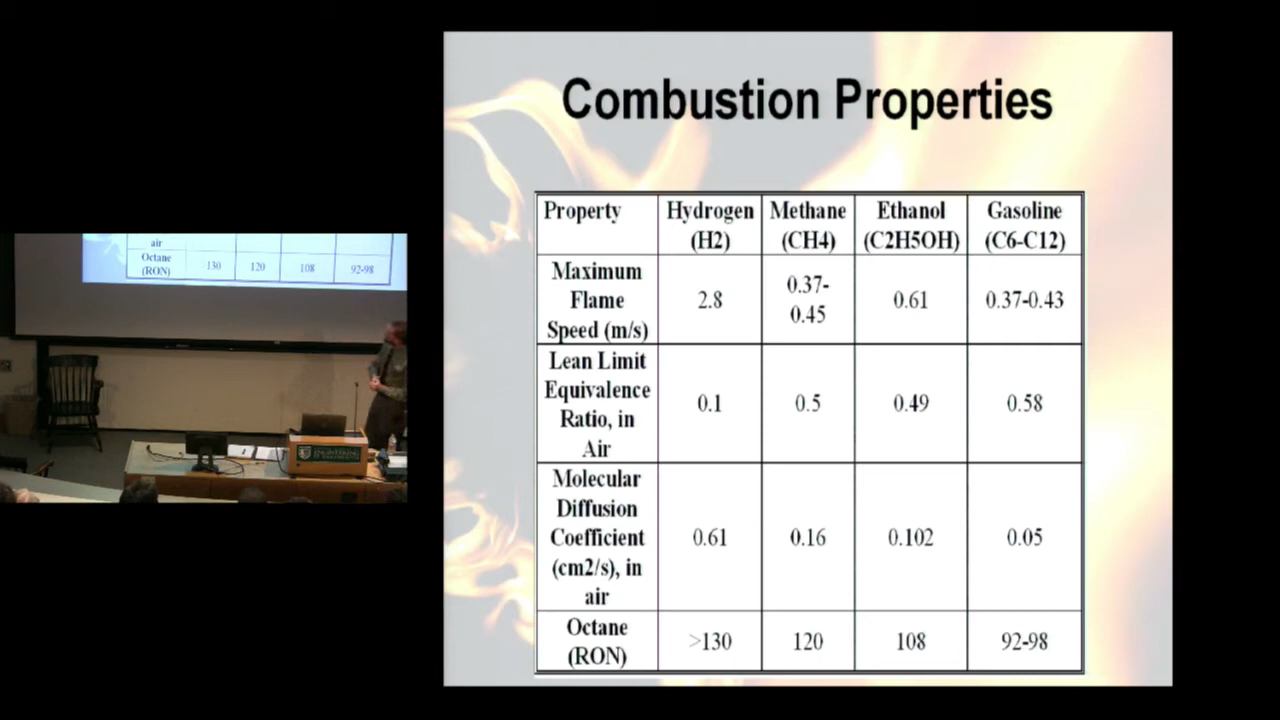 Combustion Properties
Property Hydrogen Methane Ethanol Gasoline
(H2) (CH4) (C2H5OH) (C6-C12)
Maximum
Flame
Speed (m/s)
2.8
0.37-
0.45
0.61
0.37-0.43
Lean Limit
Equivalence
Ratio, in
Air
0.1
0.5
0.49
0.58
Molecular
Diffusion
Coefficient
(cm2/s), in
air
0.61
0.16
0.102
0.05
Octane
(RON)
>130
120
108
92-98
air
Octane
(RON)
130
120
108
92-98